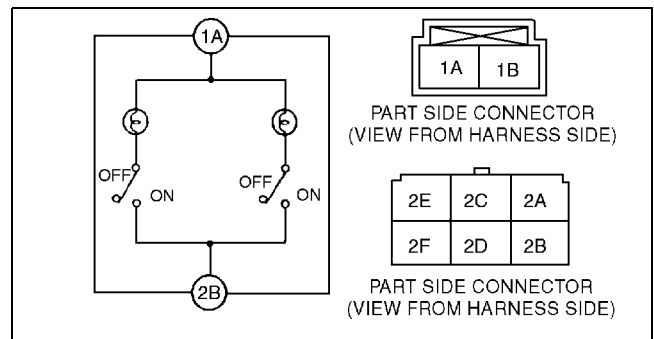 1A
OFF
ON
OFF
ON
2B
1A 1B
PART SIDE CONNECTOR
(VIEW FROM HARNESS SIDE)
2E 2C 2A
2F 2D 2B
PART SIDE CONNECTOR
(VIEW FROM HARNESS SIDE)